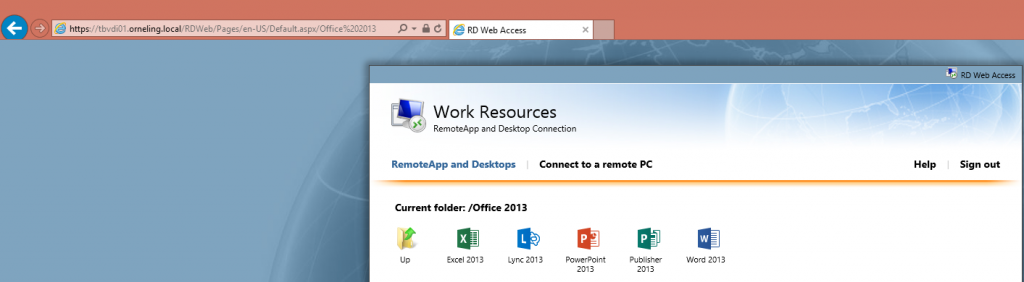 https://tbvdi01.orneling.local/RDWeb/Pages/en-US/Default.aspx/Office%202013
RD Web Access
RD Web Access
Work Resources
RemoteApp and Desktop Connection
RemoteApp and Desktops | Connect to a remote PC
Help | Sign out
Current folder: /Office 2013
Up
Excel 2013
Lync 2013
PowerPoint
2013
Publisher
2013
Word 2013